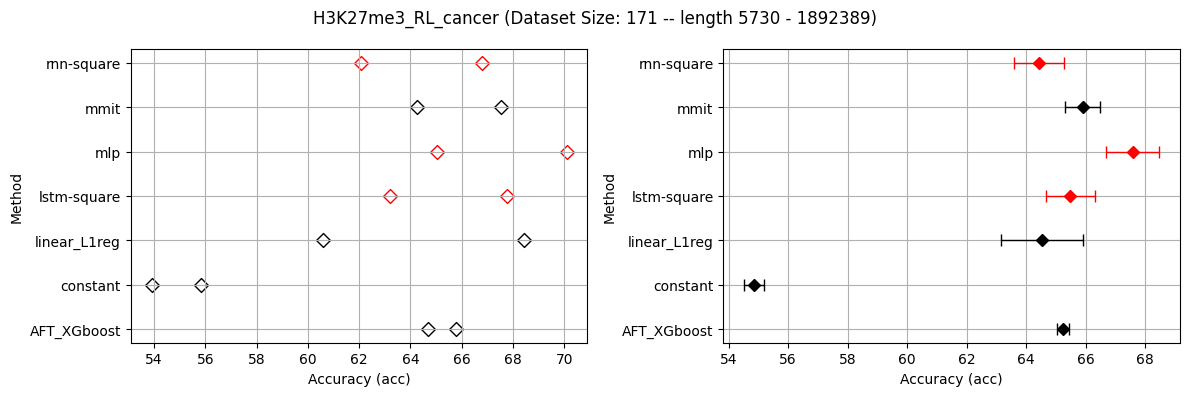 H3K27me3_RL_cancer (Dataset Size: 171 -- length 5730 - 1892389)
Method
rnn-square
mmit
mlp
lstm-square
linear_L1reg
constant
AFT_XGboost
54 56 58 60 62 64 66 68 70
Accuracy (acc)
Method
rnn-square
mmit
mlp
lstm-square
linear_L1reg
constant
AFT_XGboost
54 56 58 60 62 64 66 68
Accuracy (acc)